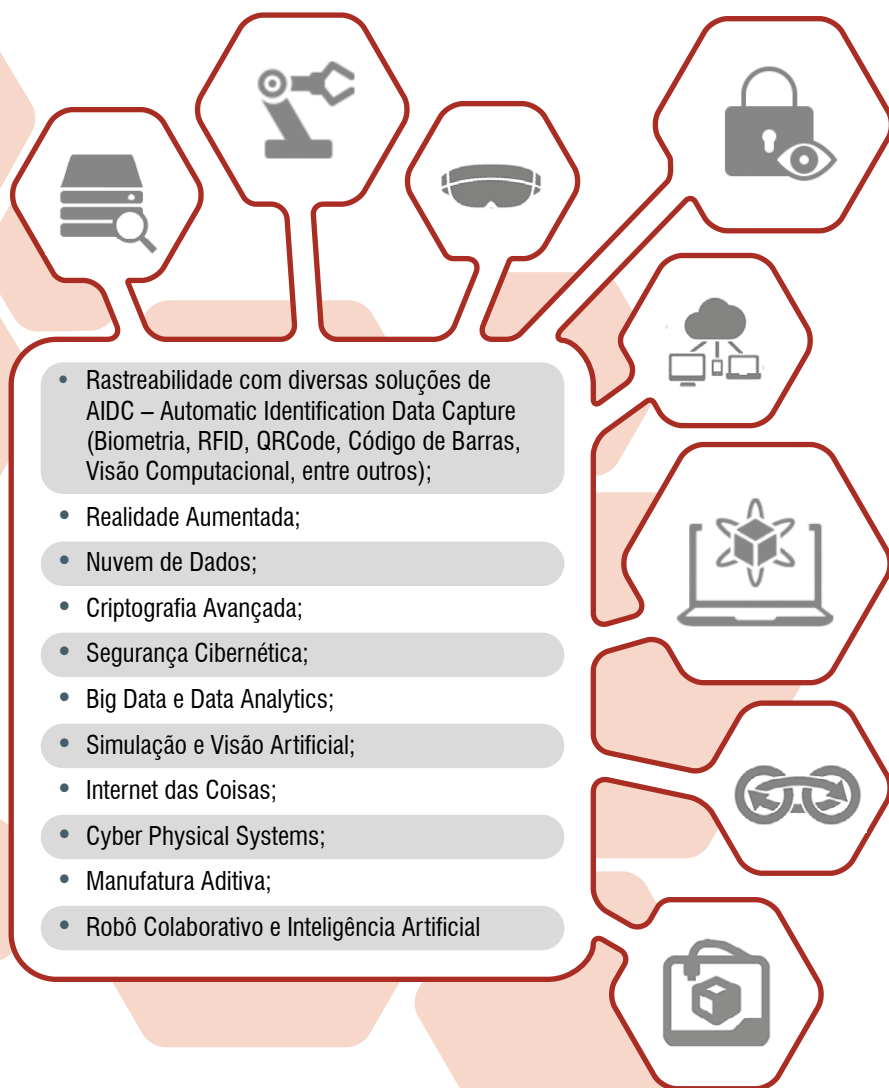 • Rastreabilidade com diversas soluções de
AIDC – Automatic Identification Data Capture
(Biometria, RFID, QRCode, Código de Barras,
Visão Computacional, entre outros);
• Realidade Aumentada;
• Nuvem de Dados;
• Criptografia Avançada;
• Segurança Cibernética;
• Big Data e Data Analytics;
• Simulação e Visão Artificial;
• Internet das Coisas;
• Cyber Physical Systems;
• Manufatura Aditiva;
• Robô Colaborativo e Inteligência Artificial